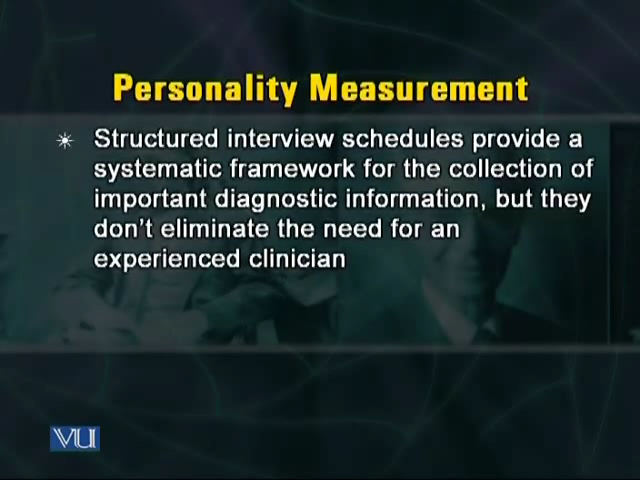 Personality Measurement
Structured interview schedules provide a
systematic framework for the collection of
important diagnostic information, but they
don't eliminate the need for an
experienced clinician
VU